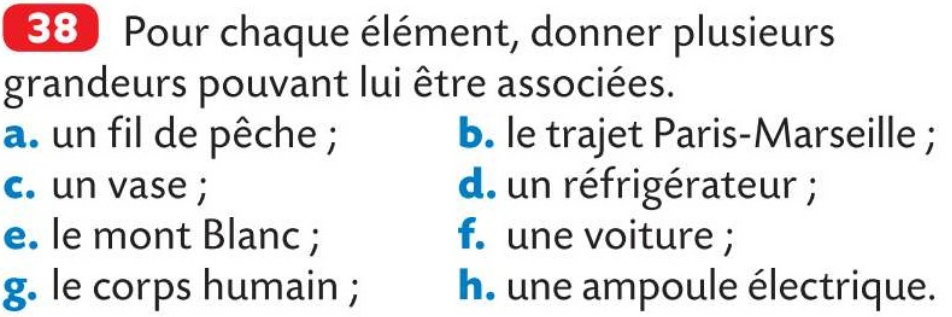 38 Pour chaque élément, donner plusieurs
grandeurs pouvant lui être associées.
a. un fil de pêche ; b. le trajet Paris-Marseille ;
c. un vase ; d. un réfrigérateur ;
e. le mont Blanc ; f. une voiture ;
g. le corps humain ; h. une ampoule électrique.